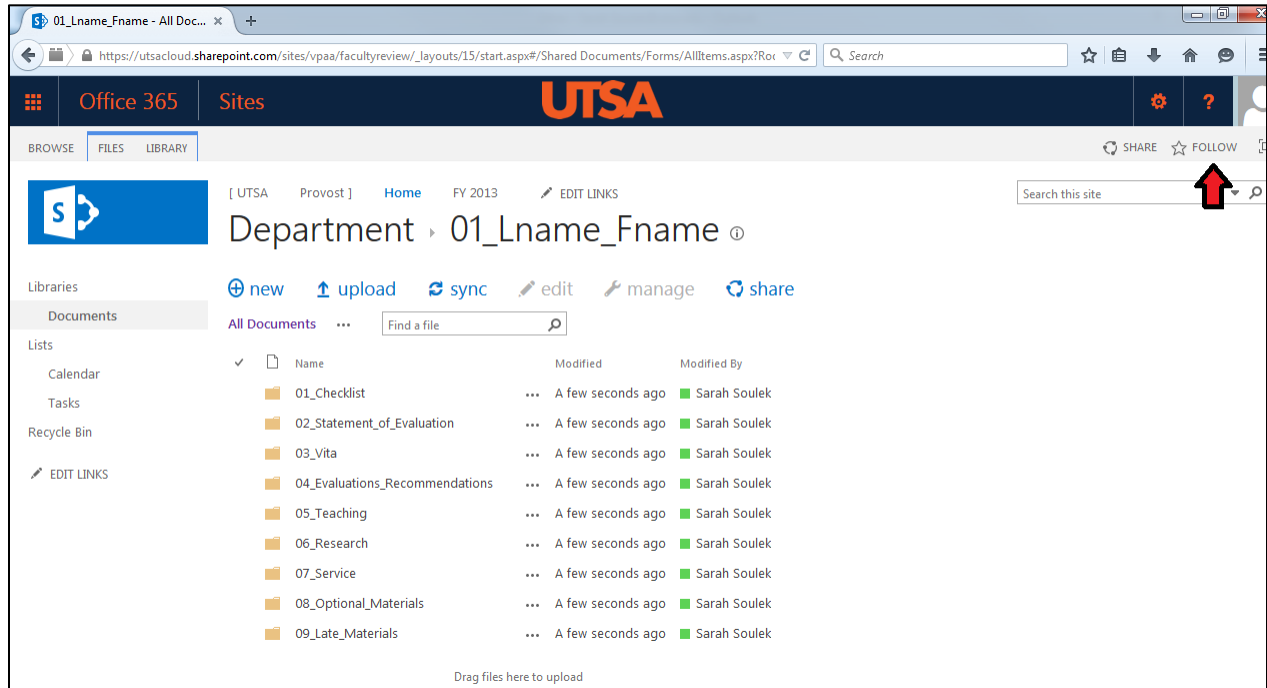 01_Lname_Fname - All Doc... × +
https://utsacloud.sharepoint.com/sites/vpaa/facultyreview/_layouts/15/start.aspx#/Shared Documents/Forms/AllItems.aspx?Roo Search
Office 365 Sites UTSA ?
BROWSE FILES LIBRARY SHARE FOLLOW
S [ UTSA Provost ] Home FY 2013 EDIT LINKS Search this site
Department 01_Lname_Fname
Libraries new upload sync edit manage share
Documents All Documents ... Find a file
Lists Name Modified Modified By
Calendar 01_Checklist ... A few seconds ago Sarah Soulek
Tasks 02_Statement_of_Evaluation ... A few seconds ago Sarah Soulek
Recycle Bin 03_Vita ... A few seconds ago Sarah Soulek
EDIT LINKS 04_Evaluations_Recommendations ... A few seconds ago Sarah Soulek
05_Teaching ... A few seconds ago Sarah Soulek
06_Research ... A few seconds ago Sarah Soulek
07_Service ... A few seconds ago Sarah Soulek
08_Optional_Materials ... A few seconds ago Sarah Soulek
09_Late_Materials ... A few seconds ago Sarah Soulek
Drag files here to upload